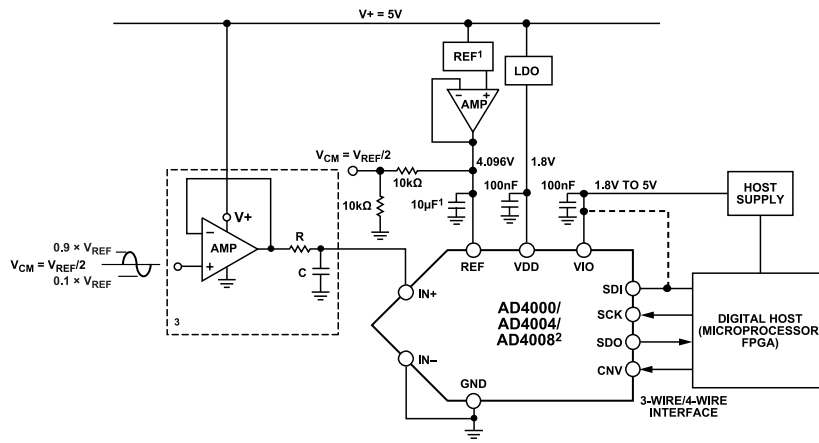 V+ = 5V
REF1
LDO
AMP
VCM = VREF/2
10kΩ
10kΩ
4.096V
1.8V
10µF1
100nF
100nF
1.8V TO 5V
HOST
SUPPLY
V+
AMP
R
C
0.9 × VREF
VCM = VREF/2
0.1 × VREF
3
REF
VDD
VIO
IN+
IN–
GND
AD4000/
AD4004/
AD40082
SDI
SCK
SDO
CNV
DIGITAL HOST
(MICROPROCESSOR
FPGA)
3-WIRE/4-WIRE
INTERFACE